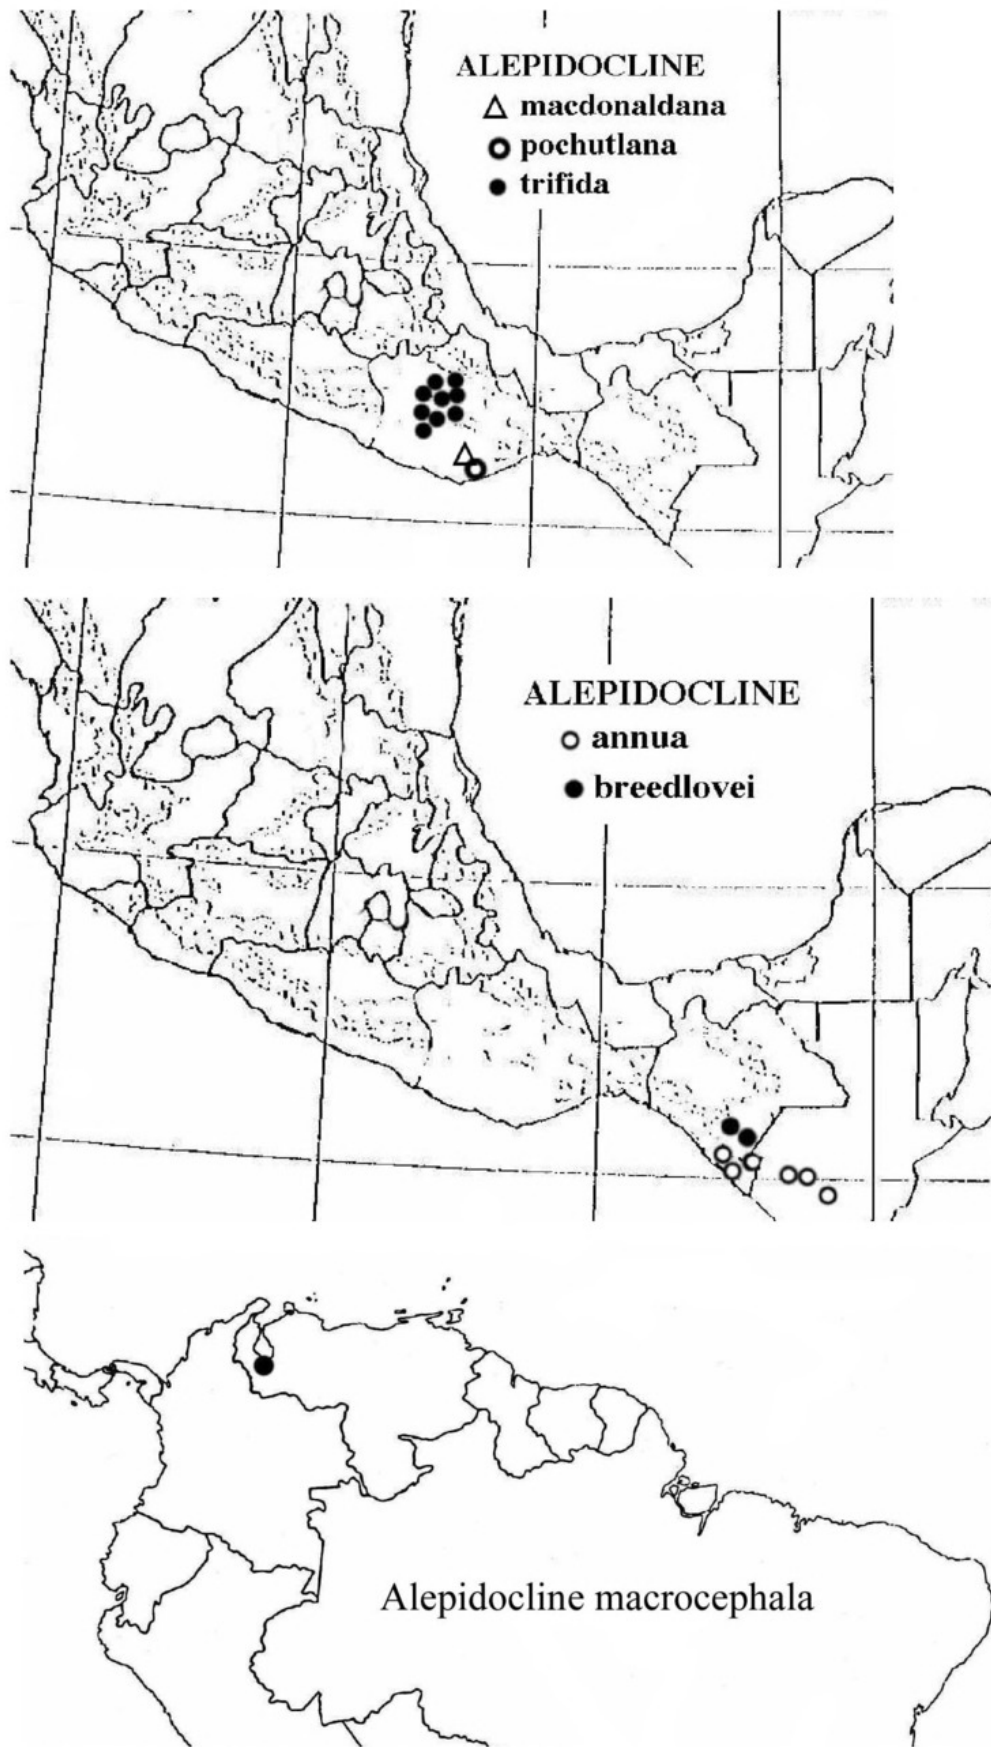 ALEPIDOCLINE
macdonaldana
pochutlana
trifida
ALEPIDOCLINE
annua
breedlovei
Alepidocline macrocephala